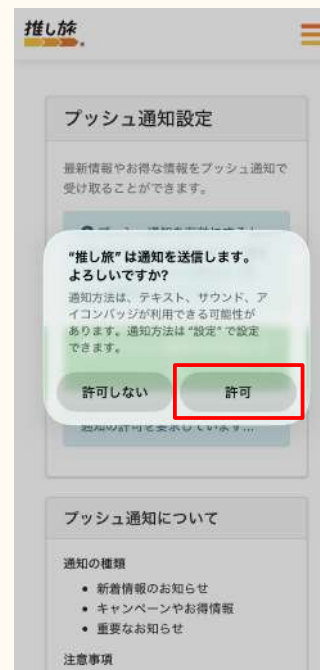 推し旅
プッシュ通知設定
最新情報やお得な情報をプッシュ通知で
受け取ることができます。
“推し旅” は通知を送信します。
よろしいですか?
通知方法は、テキスト、サウンド、ア
イコンバッジが利用できる可能性が
あります。通知方法は “設定” で設定
できます。
許可しない
許可
通知の許可を要求しています...
プッシュ通知について
通知の種類
• 新着情報のお知らせ
• キャンペーンやお得情報
• 重要なお知らせ
注意事項